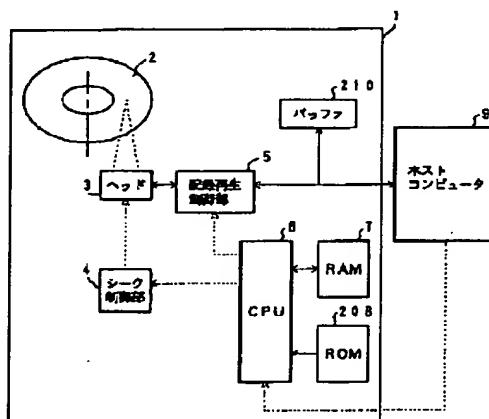 1
2
210
バッファ
9
ホスト
コンピュータ
5
ヘッド
3
記録再生
制御部
6
7
CPU
RAM
4
シーク
制御部
208
ROM